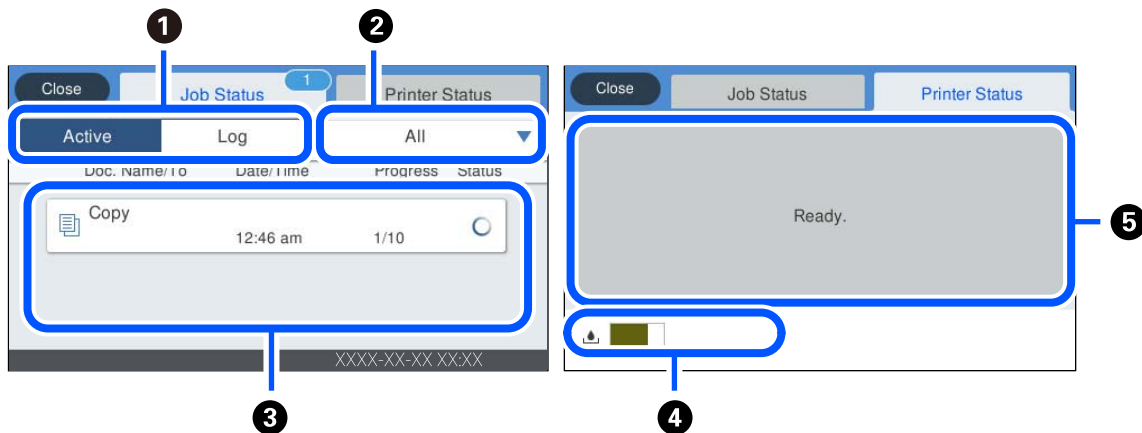 1 2
Close Job Status 1 Printer Status
Active Log All
Doc. Name/To Date/Time Progress Status
Copy
12:46 am 1/10
XXXX-XX-XX XX:XX
3
Close Job Status Printer Status
Ready.
5
4